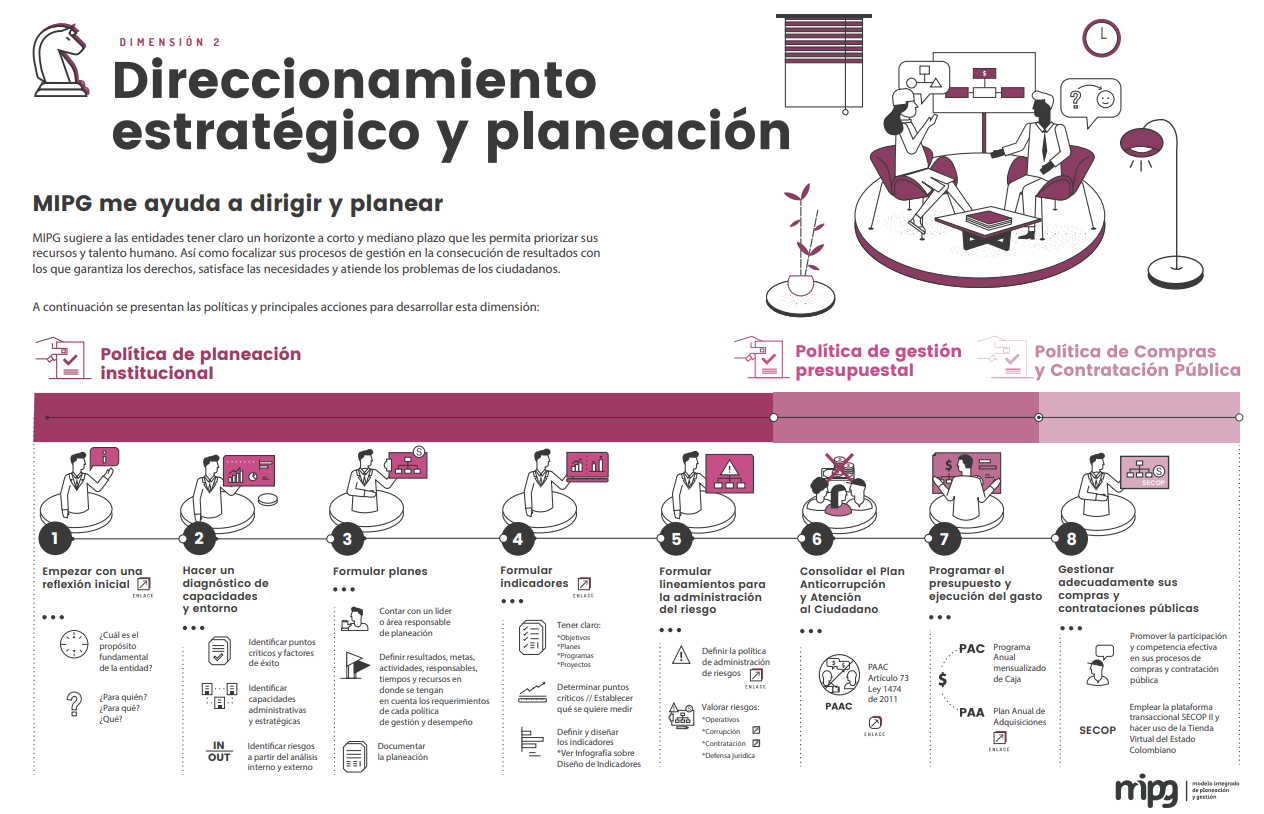 DIMENSIÓN 2
Direccionamiento
estratégico y planeación
MIPG me ayuda a dirigir y planear
MIPG sugiere a las entidades tener claro un horizonte a corto y mediano plazo que les permita priorizar sus
recursos y talento humano. Así como focalizar sus procesos de gestión en la consecución de resultados con
los que garantiza los derechos, satisface las necesidades y atiende los problemas de los ciudadanos.
A continuación se presentan las políticas y principales acciones para desarrollar esta dimensión:
$
?
Política de planeación
institucional
Política de gestión
presupuestal
Política de Compras
y Contratación Pública
1
Empezar con una
reflexión inicial
ENLACE
¿Cuál es el
propósito
fundamental
de la entidad?
?
¿Para quién?
¿Para qué?
¿Qué?
2
Hacer un
diagnóstico de
capacidades
y entorno
Identificar puntos
críticos y factores
de éxito
Identificar
capacidades
administrativas
y estratégicas
IN
OUT
Identificar riesgos
a partir del análisis
interno y externo
S
3
Formular planes
Contar con un líder
o área responsable
de planeación
Definir resultados, metas,
actividades, responsables,
tiempos y recursos en
donde se tengan
en cuenta los requerimientos
de cada política
de gestión y desempeño
Documentar
la planeación
4
Formular
indicadores
ENLACE
Tener claro:
*Objetivos
*Planes
*Programas
*Proyectos
Determinar puntos
críticos // Establecer
qué se quiere medir
Definir y diseñar
los indicadores
*Ver Infografía sobre
Diseño de Indicadores
5
Formular
lineamientos para
la administración
del riesgo
Definir la política
de administración
de riesgos
ENLACE
Valorar riesgos:
*Operativos
*Corrupción
*Contratación
*Defensa jurídica
6
Consolidar el Plan
Anticorrupción
y Atención
al Ciudadano
PAAC
PAAC
Artículo 73
Ley 1474
de 2011
ENLACE
$
7
Programar el
presupuesto y
ejecución del gasto
PAC
Programa
Anual
mensualizado
de Caja
$
PAA
Plan Anual de
Adquisiciones
ENLACE
S
SECOP
8
Gestionar
adecuadamente sus
compras y
contrataciones públicas
Promover la participación
y competencia efectiva
en sus procesos de
compras y contratación
pública
SECOP
Emplear la plataforma
transaccional SECOP II y
hacer uso de la Tienda
Virtual del Estado
Colombiano
mipg
modelo integrado
de planeación
y gestión